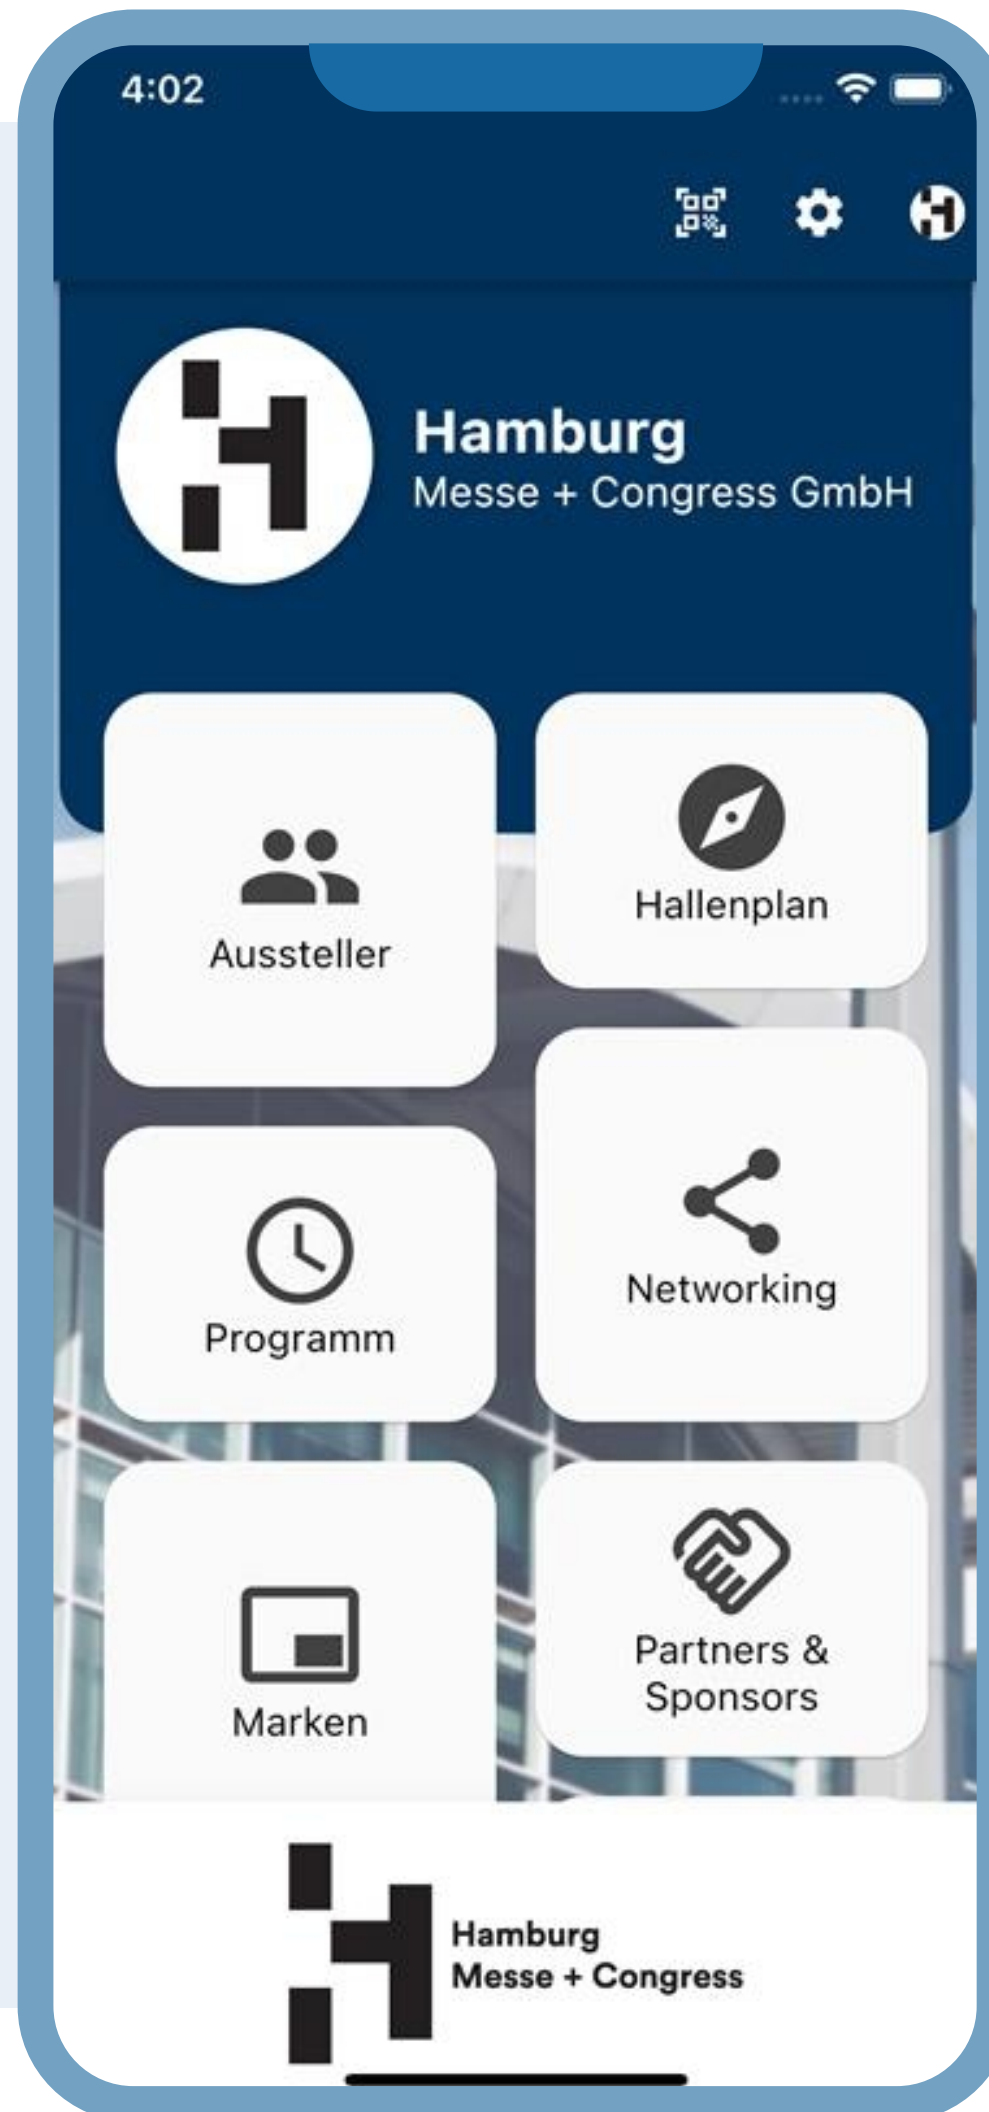 4:02
Hamburg
Messe + Congress GmbH
Aussteller
Hallenplan
Programm
Networking
Marken
Partners &
Sponsors
Hamburg
Messe + Congress